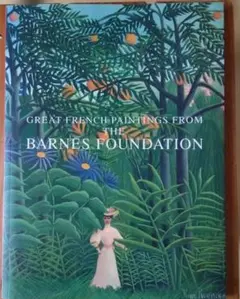 GREAT FRENCH PAINTINGS FROM
THE
BARNES FOUNDATION